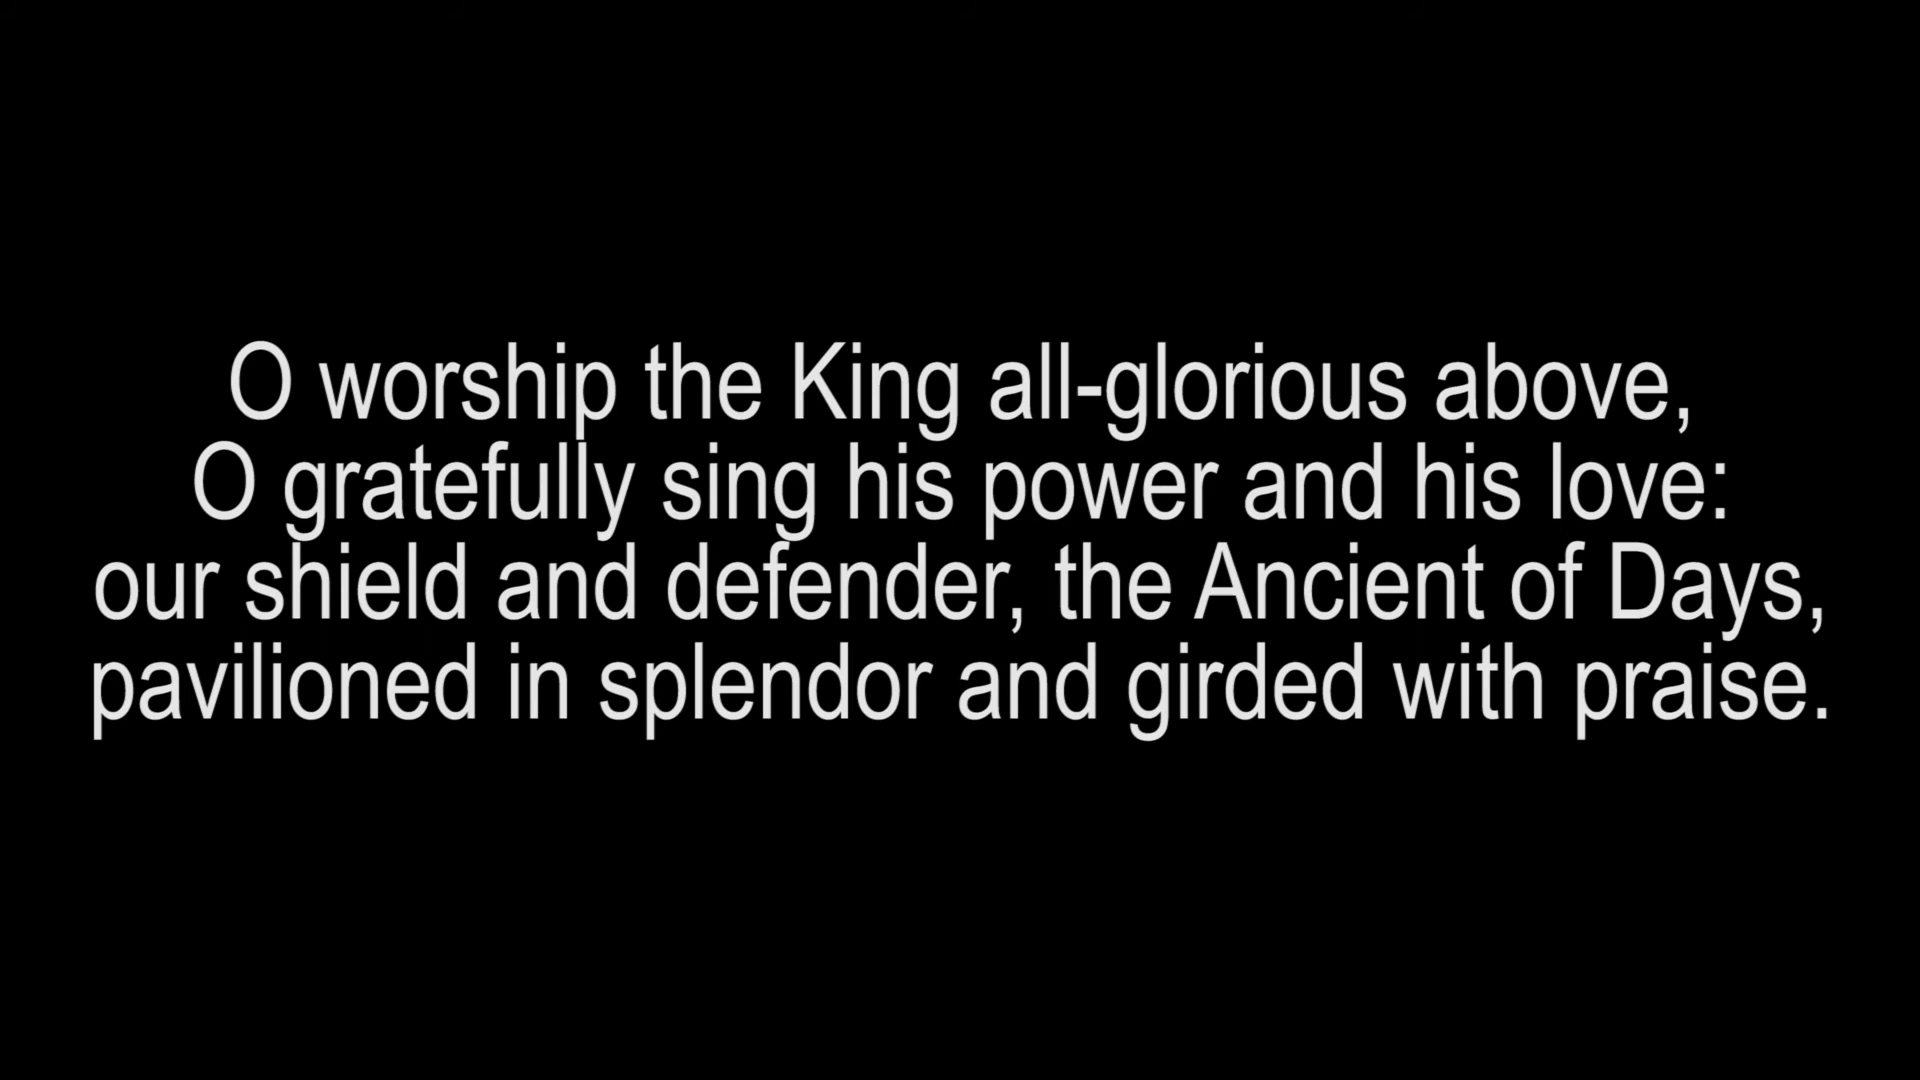 O worship the King all-glorious above,
O gratefully sing his power and his love:
our shield and defender, the Ancient of Days,
pavilioned in splendor and girded with praise.